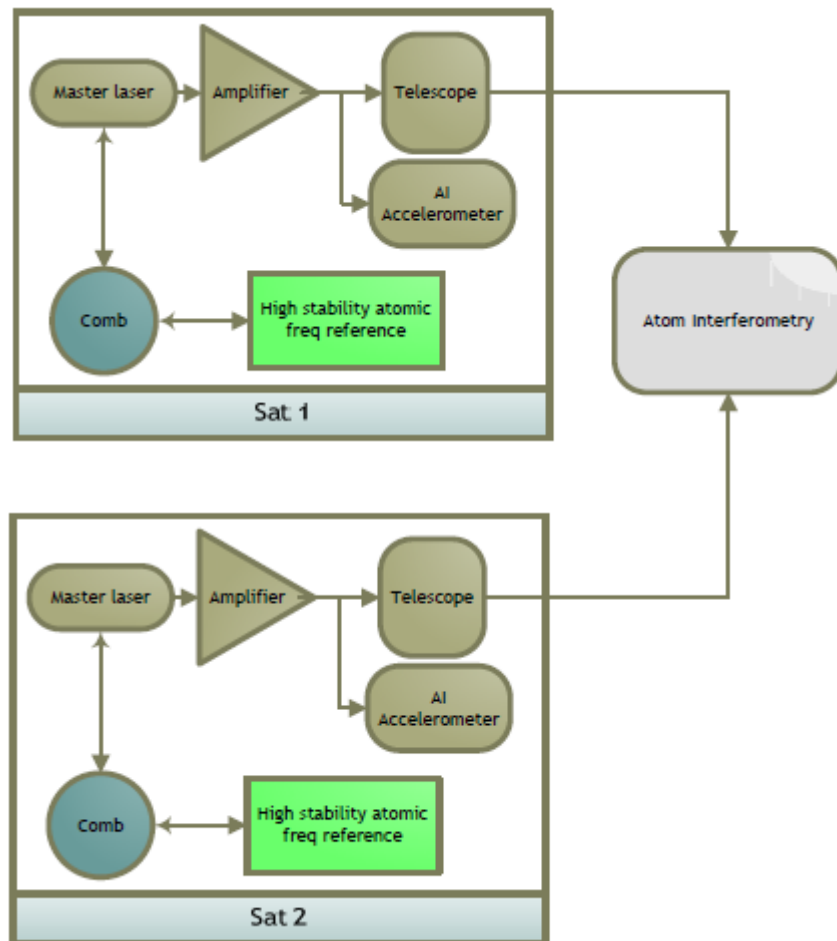 Master laser
Amplifier
Telescope
AI
Accelerometer
Comb
High stability atomic
freq reference
Atom Interferometry
Sat 1
Master laser
Amplifier
Telescope
AI
Accelerometer
Comb
High stability atomic
freq reference
Sat 2